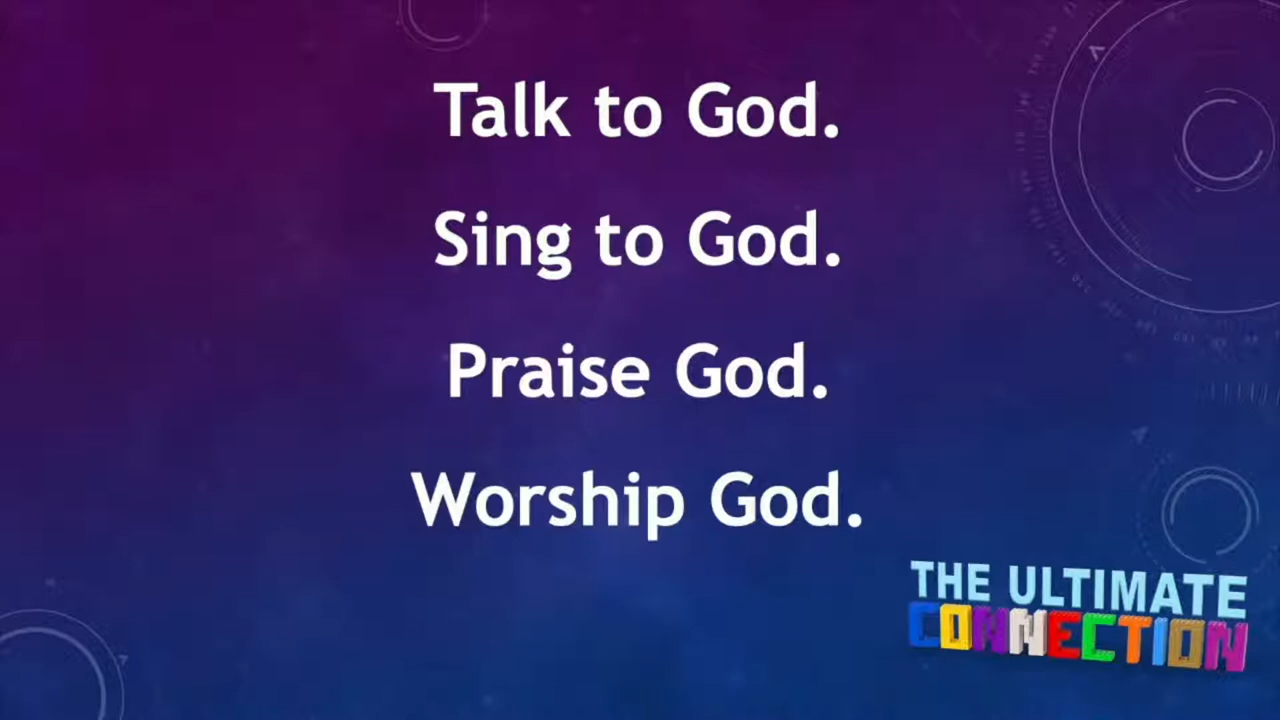 Talk to God.
Sing to God.
Praise God.
Worship God.
THE ULTIMATE
CONNECTION